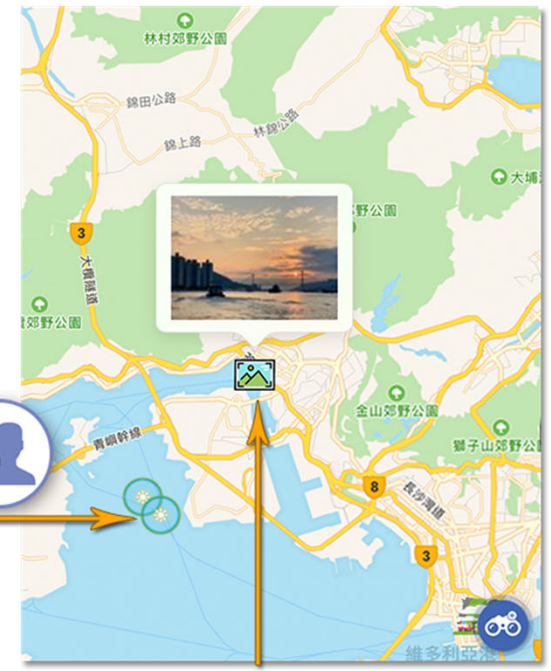 林村郊野公園
錦田公路
林錦公路
錦上路
大埔
野公園
3
大欖隧道
郊野公園
金山郊野公園
獅子山郊野公
青嶼幹線
8
長沙灣道
3
維多利亞港